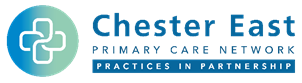 Chester East
PRIMARY CARE NETWORK
PRACTICES IN PARTNERSHIP